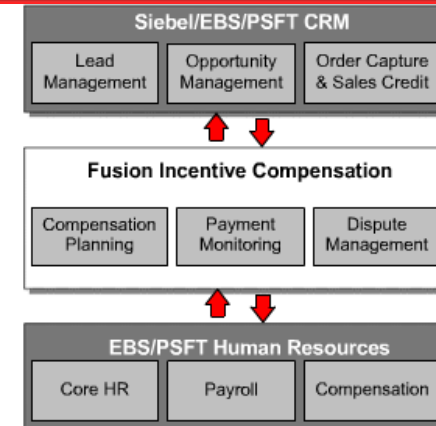 Siebel/EBS/PSFT CRM
Lead
Management
Opportunity
Management
Order Capture
& Sales Credit
Fusion Incentive Compensation
Compensation
Planning
Payment
Monitoring
Dispute
Management
EBS/PSFT Human Resources
Core HR
Payroll
Compensation